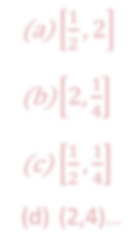 (a) [1/2, 2]
(b) [2, 1/4]
(c) [1/2, 1/4]
(d) (2,4)...